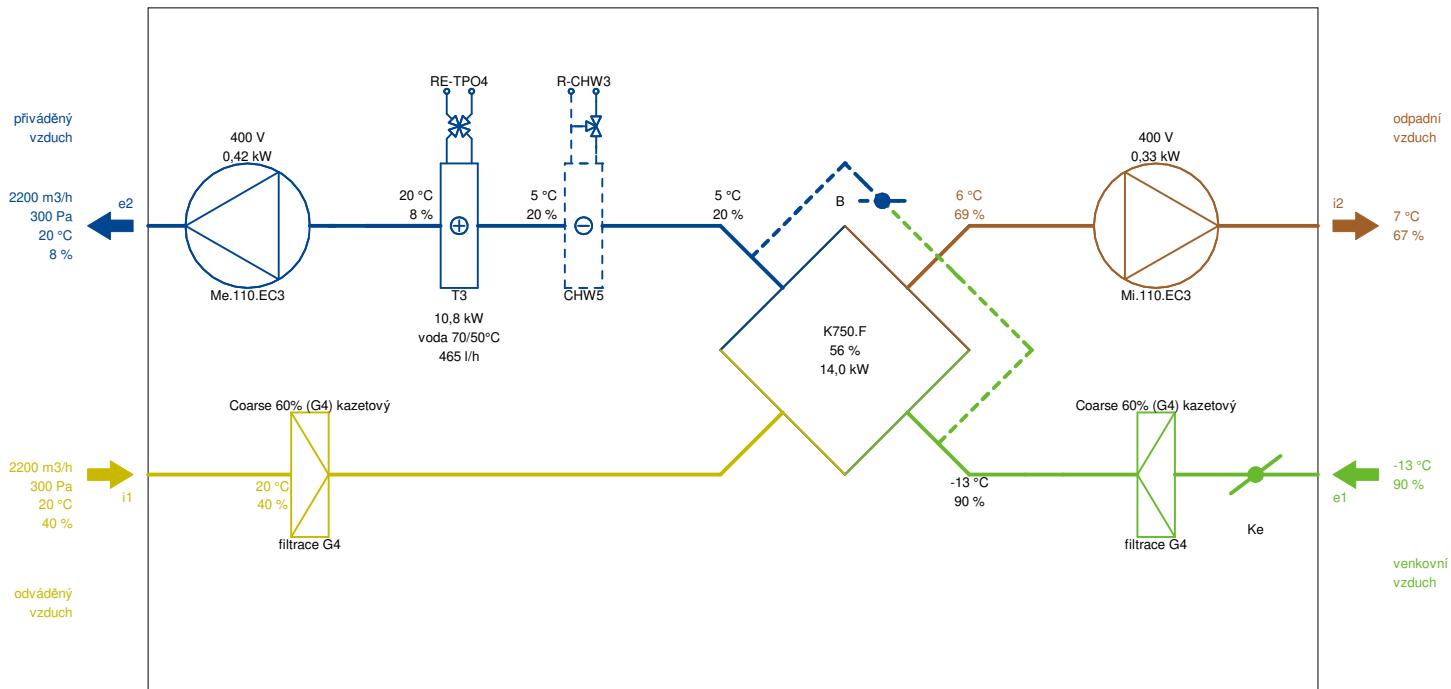 RE-TPO4
R-CHW3
přiváděný
vzduch
odpadní
vzduch
400 V
0,42 kW
400 V
0,33 kW
2200 m3/h
300 Pa
20 °C
8 %
e2
20 °C
8 %
5 °C
20 %
5 °C
20 %
B
6 °C
69 %
i2
7 °C
67 %
Me.110.EC3
T3
CHW5
Mi.110.EC3
10,8 kW
voda 70/50°C
465 l/h
K750.F
56 %
14,0 kW
Coarse 60% (G4) kazetový
Coarse 60% (G4) kazetový
2200 m3/h
300 Pa
20 °C
40 %
i1
20 °C
40 %
-13 °C
90 %
-13 °C
90 %
e1
Ke
filtrace G4
filtrace G4
odváděný
vzduch
venkovní
vzduch